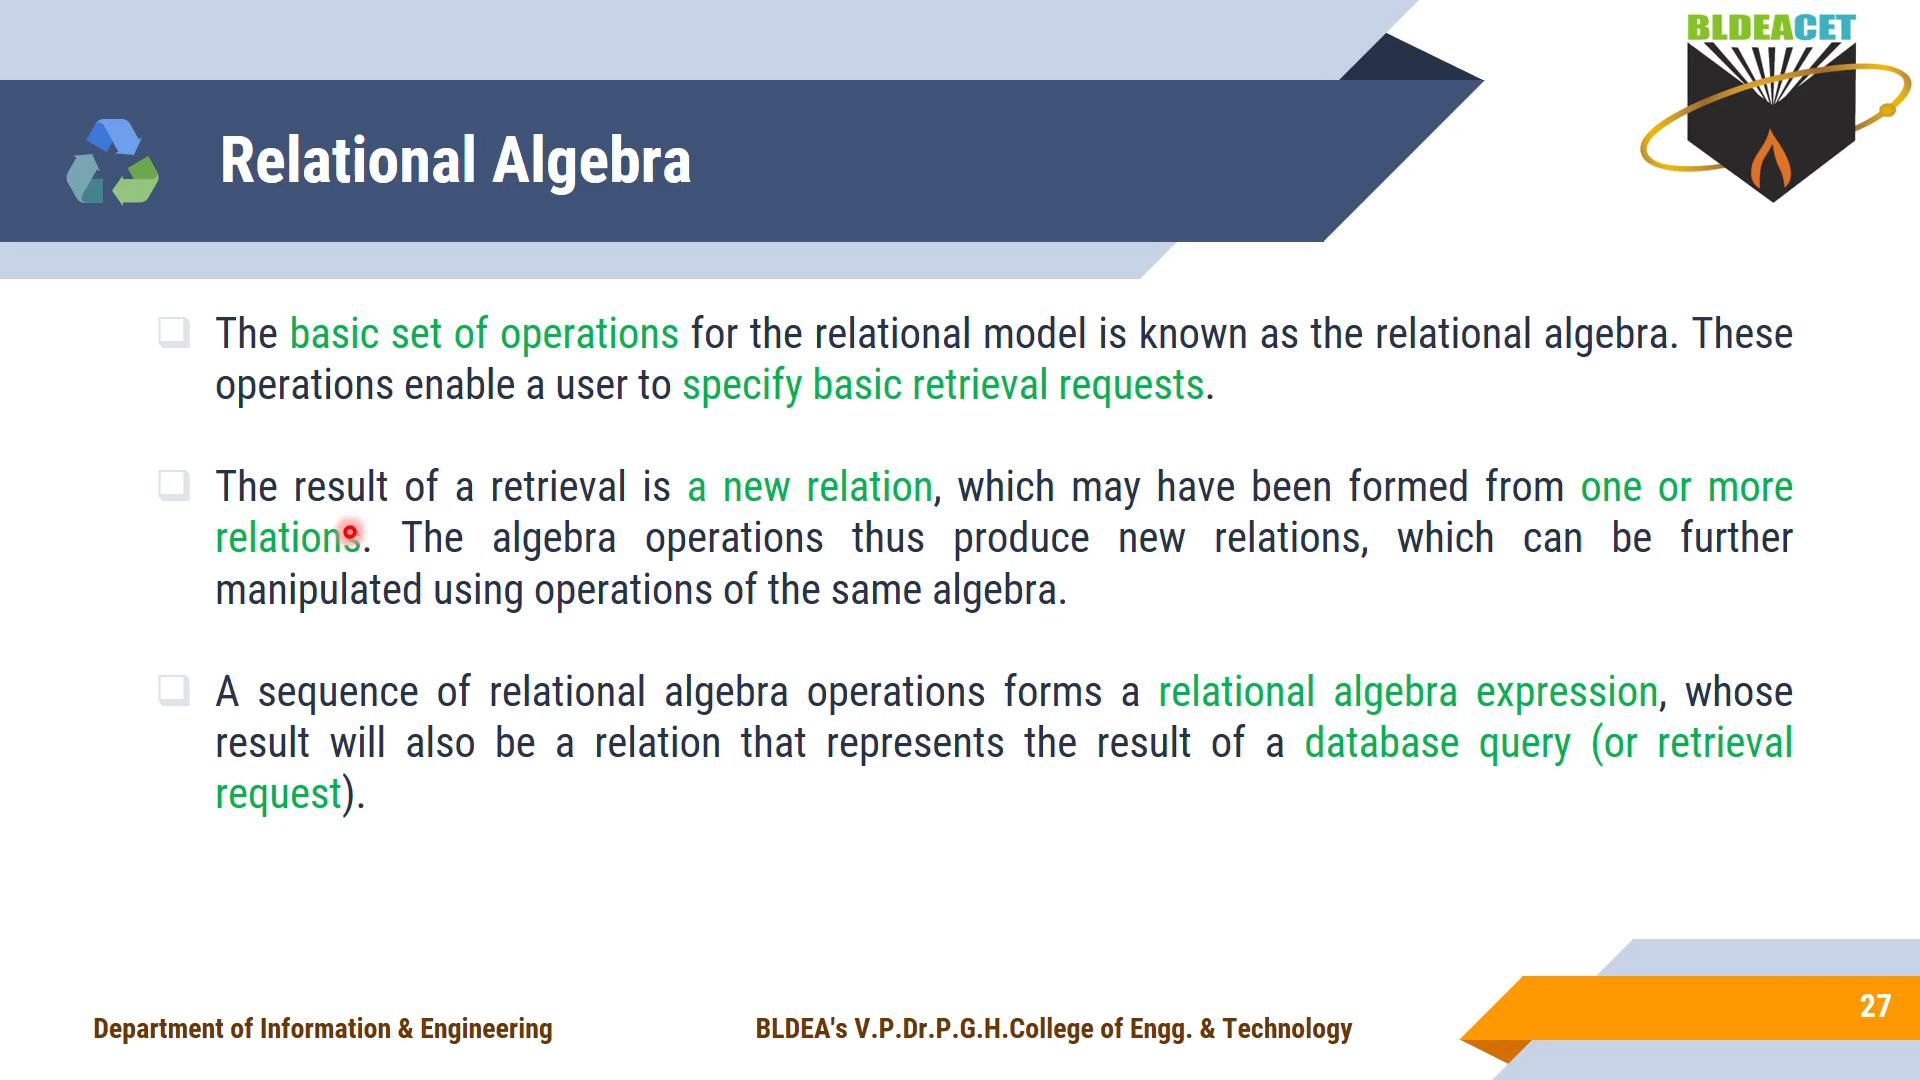 BLDEACET
Relational Algebra
The basic set of operations for the relational model is known as the relational algebra. These
operations enable a user to specify basic retrieval requests.
The result of a retrieval is a new relation, which may have been formed from one or more
relations. The algebra operations thus produce new relations, which can be further
manipulated using operations of the same algebra.
A sequence of relational algebra operations forms a relational algebra expression, whose
result will also be a relation that represents the result of a database query (or retrieval
request).
27
Department of Information & Engineering
BLDEA's V.P.Dr.P.G.H.College of Engg. & Technology